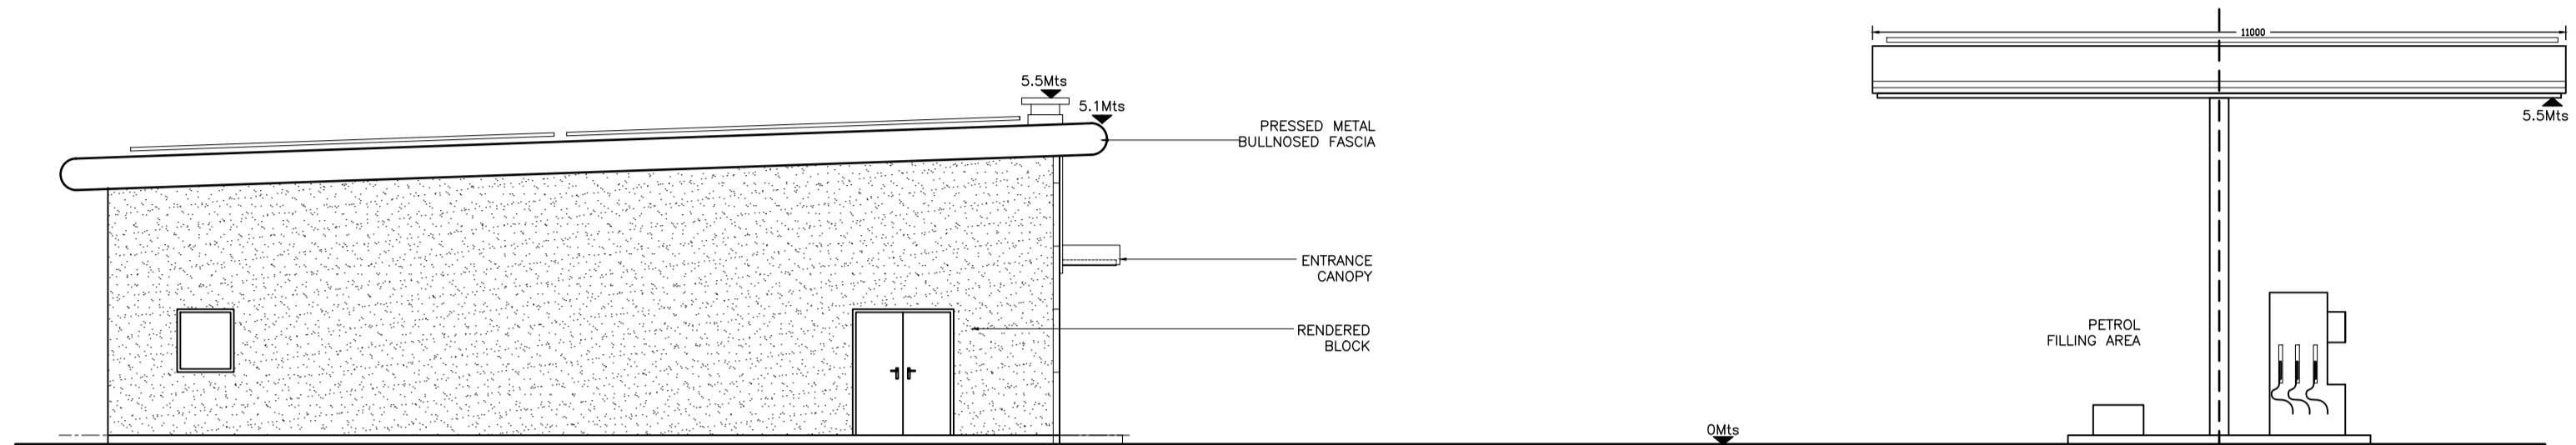 11000
5.5Mts
5.1Mts
5.5Mts
PRESSED METAL
BULLNOSED FASCIA
ENTRANCE
CANOPY
RENDERED
BLOCK
PETROL
FILLING AREA
0Mts